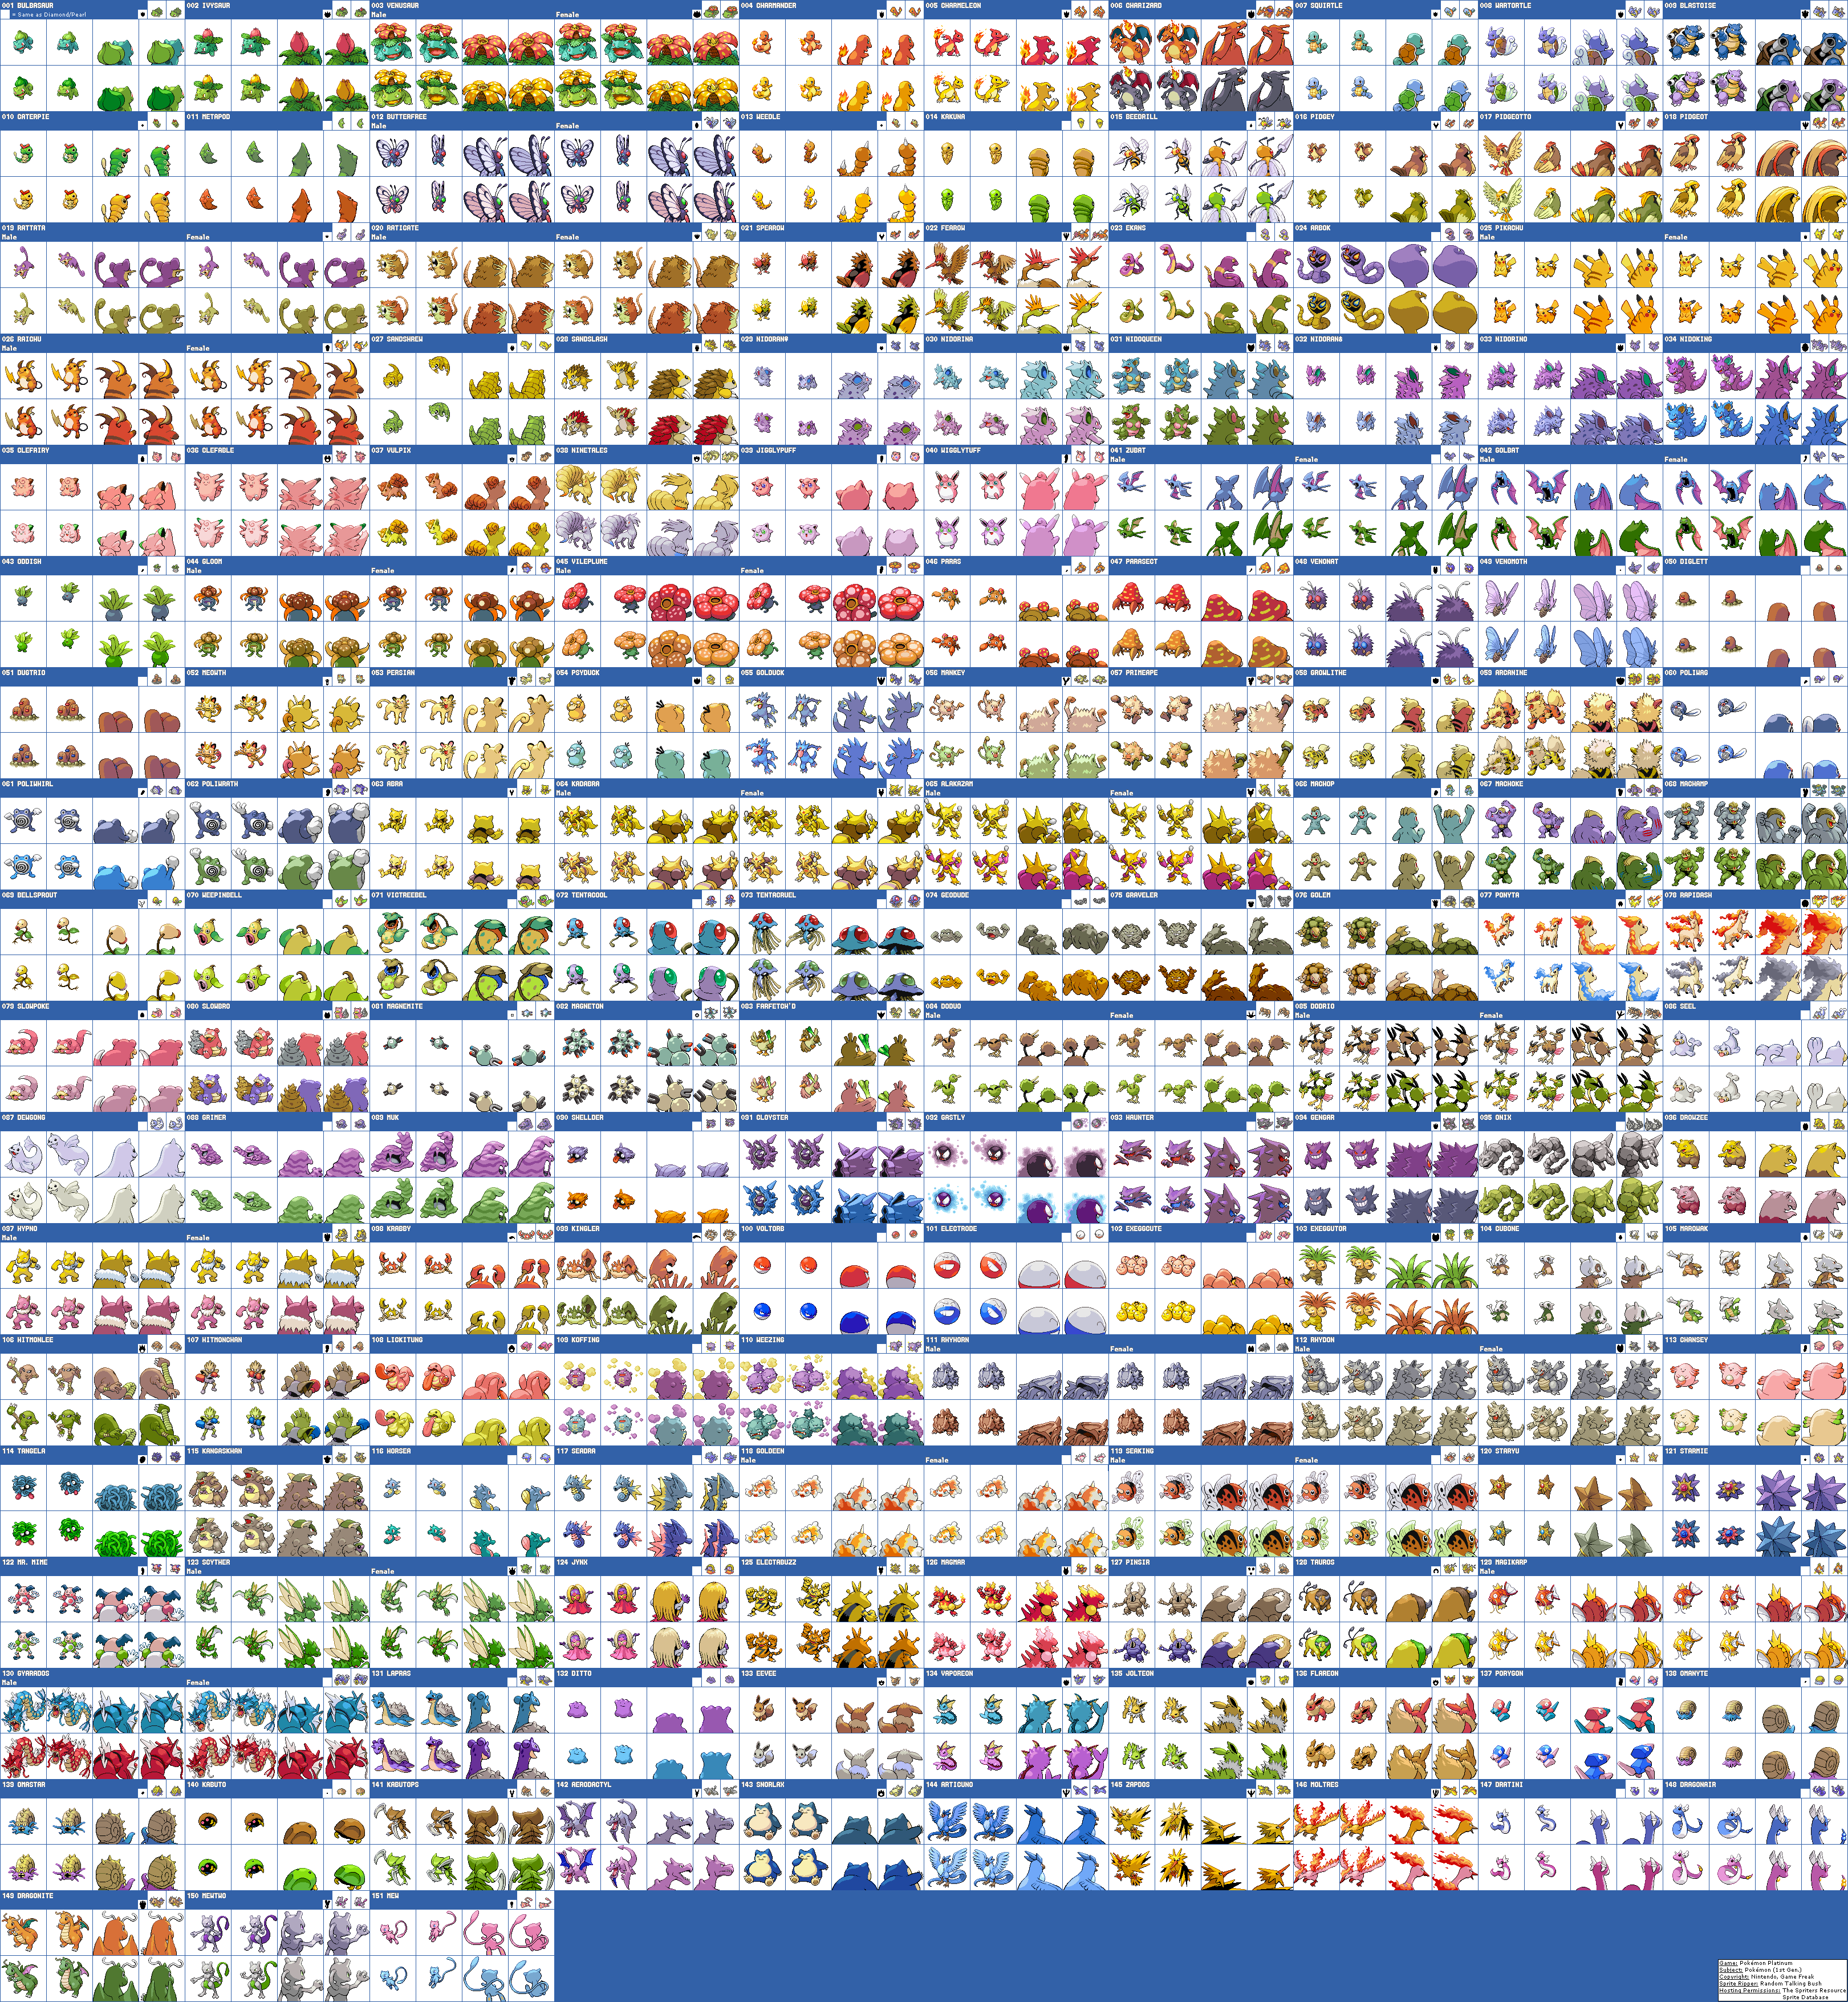 001 BULBASAUR
= Same as Diamond/Pearl
002 IVYSAUR
003 VENUSAUR
Male
Female
004 CHARMANDER
005 CHARMELEON
006 CHARIZARD
007 SQUIRTLE
008 WARTORTLE
009 BLASTOISE
010 CATERPIE
011 METAPOD
012 BUTTERFREE
Male
Female
013 WEEDLE
014 KAKUNA
015 BEEDRILL
016 PIDGEY
017 PIDGEOTTO
018 PIDGEOT
019 RATTATA
Male
Female
020 RATICATE
Male
Female
021 SPEAROW
022 FEAROW
023 EKANS
024 ARBOK
025 PIKACHU
Male
Female
026 RAICHU
Male
Female
027 SANDSHREW
028 SANDSLASH
029 NIDORAN♀
030 NIDORINA
031 NIDOQUEEN
032 NIDORAN♂
033 NIDORINO
034 NIDOKING
035 CLEFAIRY
036 CLEFABLE
037 VULPIX
038 NINETALES
039 JIGGLYPUFF
040 WIGGLYTUFF
041 ZUBAT
Male
Female
042 GOLBAT
Male
Female
043 ODDISH
044 GLOOM
Male
Female
045 VILEPLUME
Male
Female
046 PARAS
047 PARASECT
048 VENONAT
049 VENOMOTH
050 DIGLETT
051 DUGTRIO
052 MEOWTH
053 PERSIAN
054 PSYDUCK
055 GOLDUCK
056 MANKEY
057 PRIMEAPE
058 GROWLITHE
059 ARCANINE
060 POLIWAG
061 POLIWHIAL
062 POLIWRATH
063 ABRA
064 KADABRA
Male
Female
065 ALAKAZAM
Male
Female
066 MACHOP
067 MACHOKE
068 MACHAMP
069 BELLSPROUT
070 WEEPINBELL
071 VICTREEBEL
072 TENTACOOL
073 TENTACRUEL
074 GEODUDE
075 GRAVELER
076 GOLEM
077 PONYTA
078 RAPIDASH
079 SLOWPOKE
080 SLOWBRO
081 MAGNEMITE
082 MAGNETON
083 FARFETCH'D
084 DODUO
Male
Female
085 DODRIO
Male
Female
086 SEEL
087 DEWGONG
088 GRIMER
089 MUK
090 SHELLDER
091 CLOYSTER
092 GASTLY
093 HAUNTER
094 GENGAR
095 ONIX
096 DROWZEE
097 HYPNO
Male
Female
098 KRABBY
099 KINGLER
100 VOLTORB
101 ELECTRODE
102 EXEGGCUTE
103 EXEGGUTOR
104 CUBONE
105 MAROWAK
106 HITMONLEE
107 HITMONCHAN
108 LICKITUNG
109 KOFFING
110 WEEZING
111 RHYHORN
Male
Female
112 RHYDON
Male
Female
113 CHANSEY
114 TANGELA
115 KANGASKHAN
116 HORSEA
117 SEADRA
118 GOLDEEN
Male
Female
119 SEAKING
Male
Female
120 STARYU
121 STARMIE
122 MR. MIME
123 SCYTHER
Male
Female
124 JYNX
125 ELECTABUZZ
126 MAGMAR
127 PINSIR
128 TAUROS
129 MAGIKARP
Male
130 GYARADOS
Male
Female
131 LAPRAS
132 DITTO
133 EEVEE
134 VAPOREON
135 JOLTEON
136 FLAREON
137 PORYGON
138 OMANYTE
139 OMASTAR
140 KABUTO
141 KABUTOPS
142 AERODACTYL
143 SNORLAX
144 ARTICUNO
145 ZAPDOS
146 MOLTRES
147 DRATINI
148 DRAGONAIR
149 DRAGONITE
150 MEWTWO
151 MEW
Game: Pokémon Platinum
Subject: Pokémon (1st Gen.)
Copyright: Nintendo, Game Freak
Sprite Ripper: Random Talking Bush
Hosting Permissions: The Spriters Resource
Sprite Database